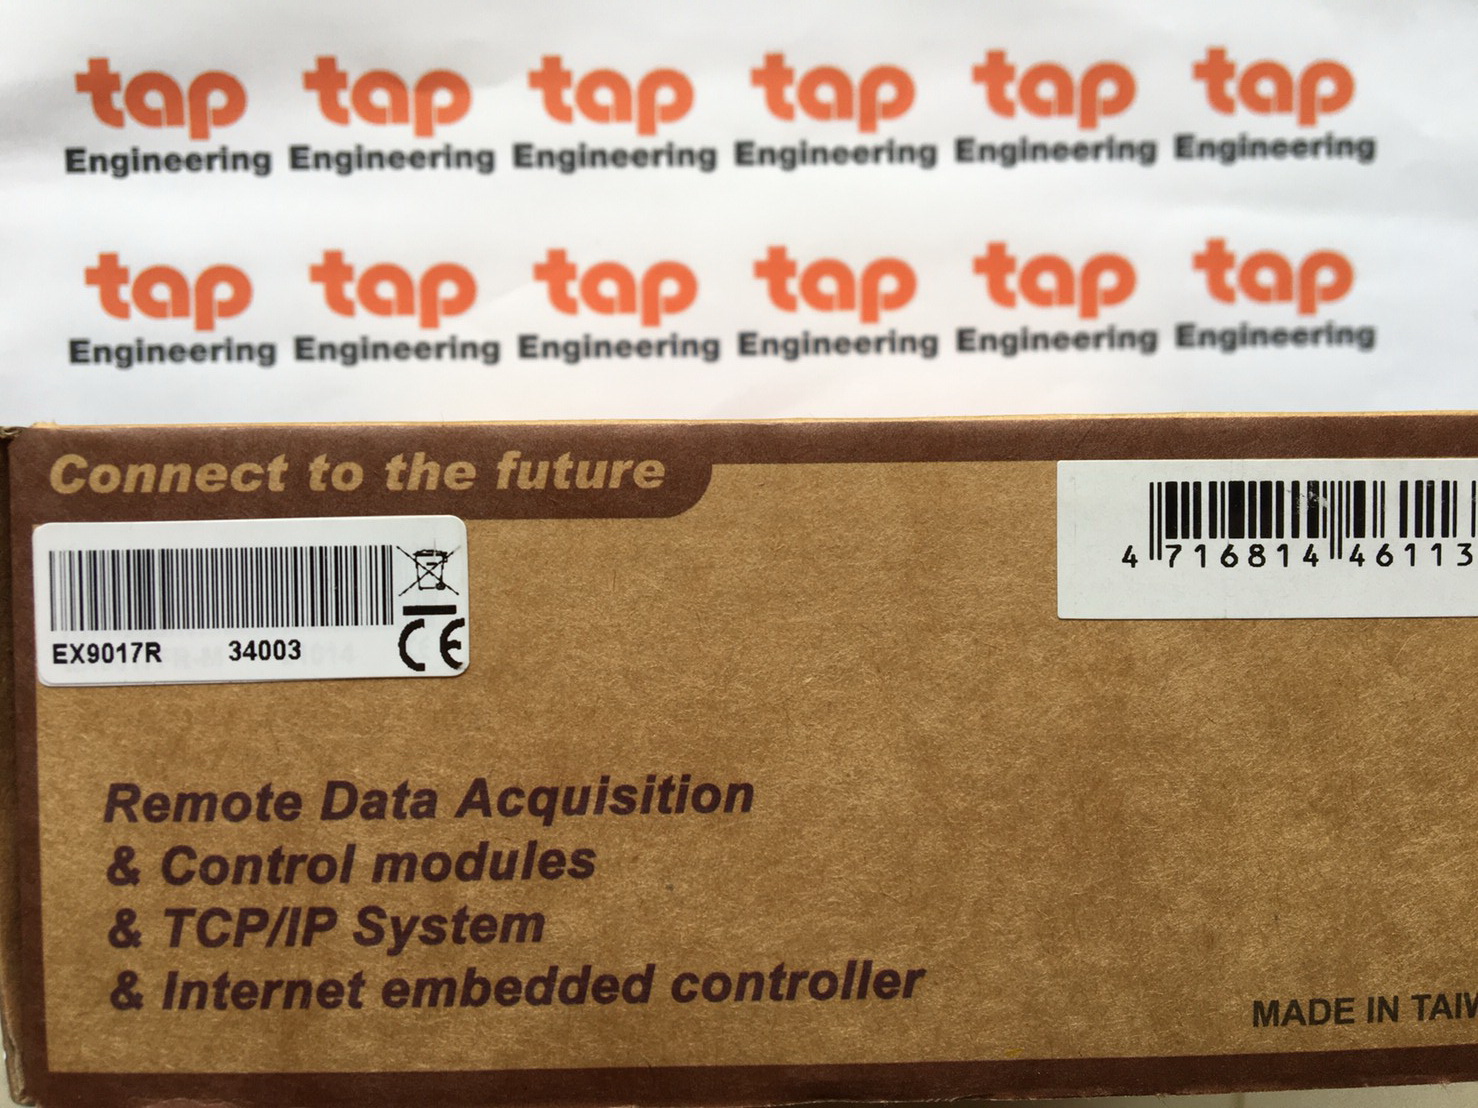 tap tap tap tap tap tap
Engineering Engineering Engineering Engineering Engineering Engineering
tap tap tap tap tap tap
Engineering Engineering Engineering Engineering Engineering Engineering
Connect to the future
4 716814 46113
EX9017R 34003
CE
Remote Data Acquisition
& Control modules
& TCP/IP System
& Internet embedded controller
MADE IN